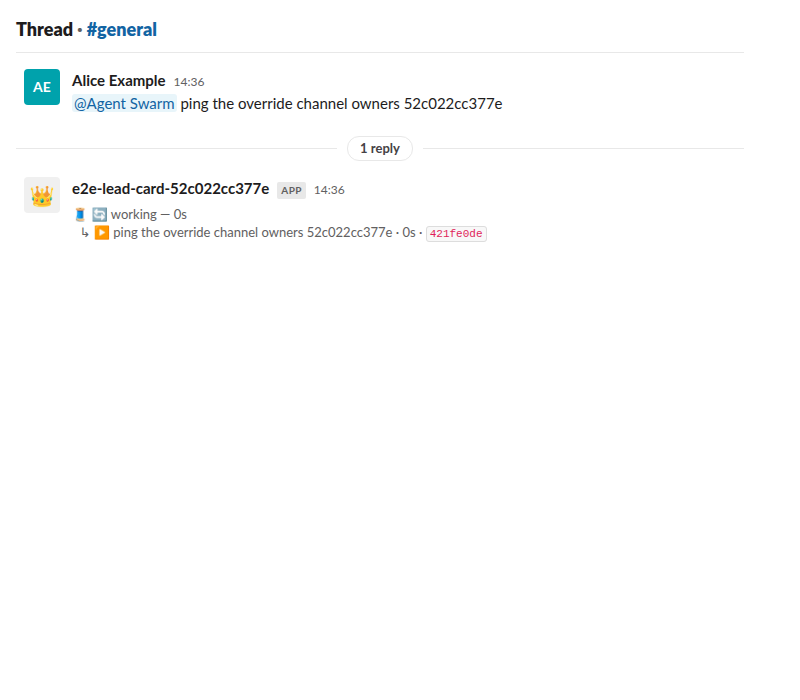 Thread • #general
AE
Alice Example 14:36
@Agent Swarm ping the override channel owners 52c022cc377e
1 reply
e2e-lead-card-52c022cc377e APP 14:36
🧵 🔄 working — 0s
↳ ▶️ ping the override channel owners 52c022cc377e · 0s · 421fe0de